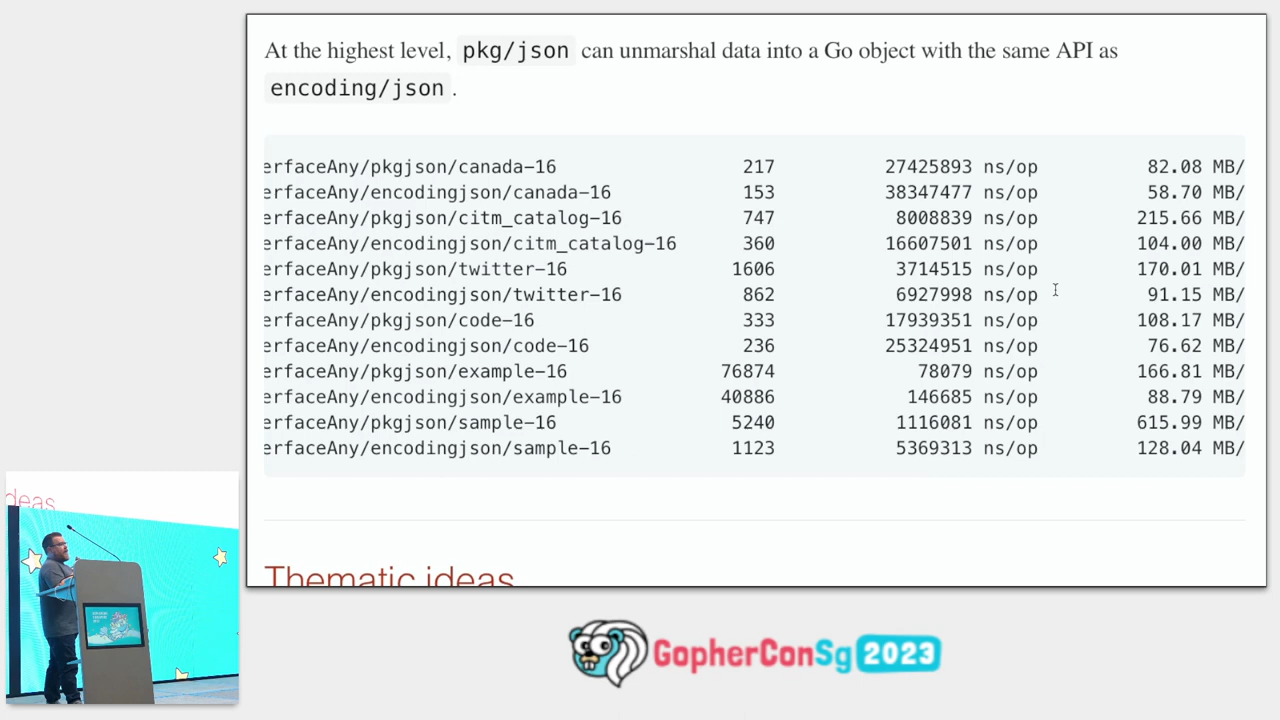 At the highest level, pkg/json can unmarshal data into a Go object with the same API as
encoding/json.
erfaceAny/pkgjson/canada-16 217 27425893 ns/op 82.08 MB/
erfaceAny/encodingjson/canada-16 153 38347477 ns/op 58.70 MB/
erfaceAny/pkgjson/citm_catalog-16 747 8008839 ns/op 215.66 MB/
erfaceAny/encodingjson/citm_catalog-16 360 16607501 ns/op 104.00 MB/
erfaceAny/pkgjson/twitter-16 1606 3714515 ns/op 170.01 MB/
erfaceAny/encodingjson/twitter-16 862 6927998 ns/op 91.15 MB/
erfaceAny/pkgjson/code-16 333 17939351 ns/op 108.17 MB/
erfaceAny/encodingjson/code-16 236 25324951 ns/op 76.62 MB/
erfaceAny/pkgjson/example-16 76874 78079 ns/op 166.81 MB/
erfaceAny/encodingjson/example-16 40886 146685 ns/op 88.79 MB/
erfaceAny/pkgjson/sample-16 5240 1116081 ns/op 615.99 MB/
erfaceAny/encodingjson/sample-16 1123 5369313 ns/op 128.04 MB/
Thematic ideas
deas
GopherConSg 2023